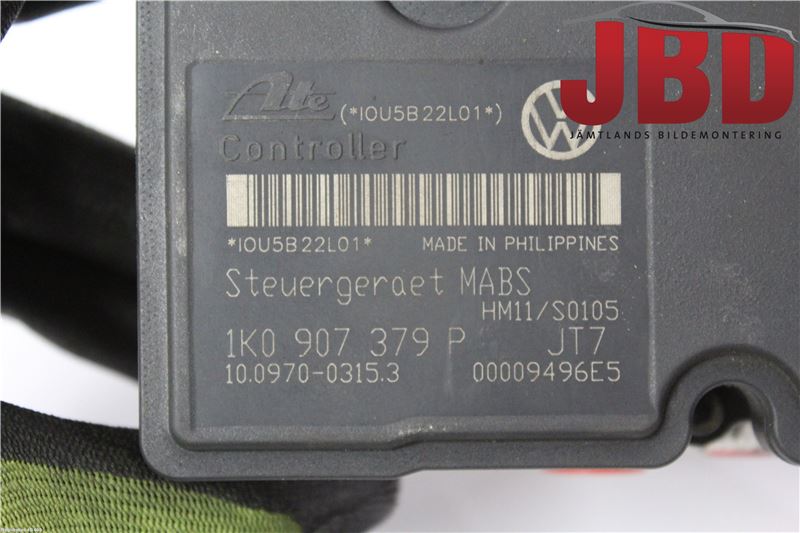 JBD
JÄMTLANDS BILDEMONTERING
Ate (*IOU5B22L01*)
Controller
*IOU5B22L01* MADE IN PHILIPPINES
Steuergeraet MABS
HM11/S0105
1K0 907 379 P JT7
10.0970-0315.3 00009496E5